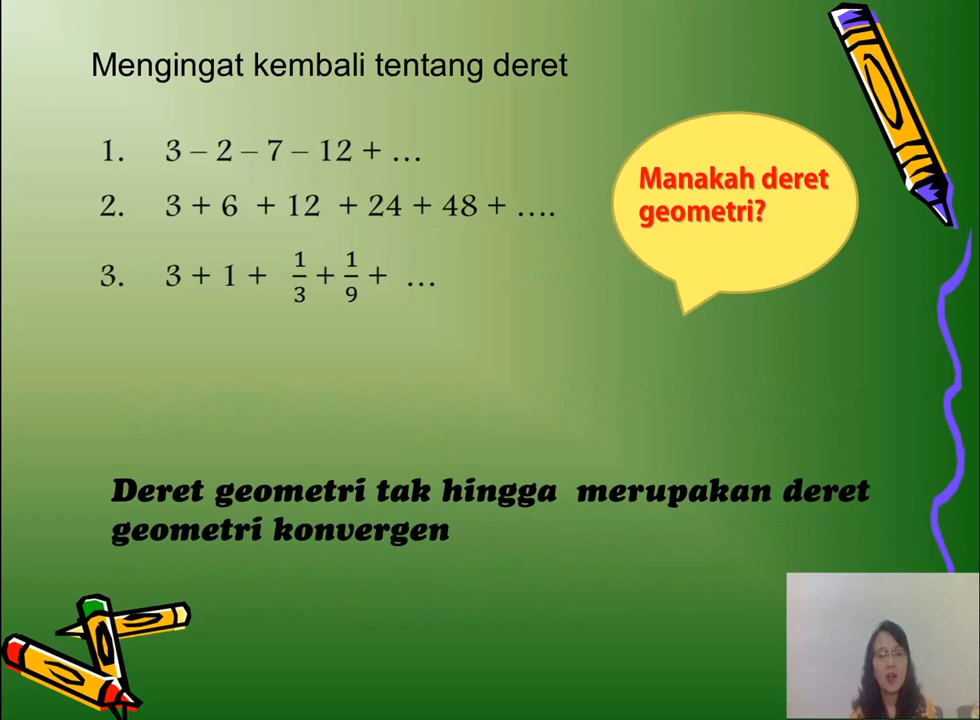 Mengingat kembali tentang deret
1. 3 – 2 – 7 – 12 + …
2. 3 + 6 + 12 + 24 + 48 + ….
3. 3 + 1 + 1/3 + 1/9 + …
Manakah deret
geometri?
Deret geometri tak hingga merupakan deret
geometri konvergen